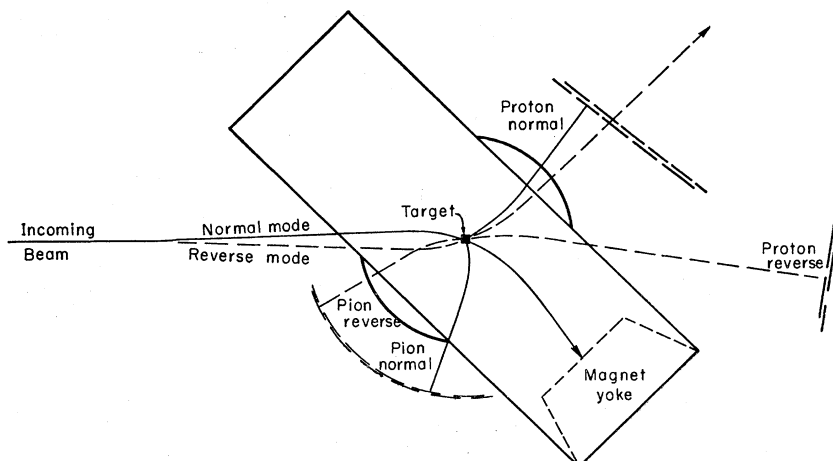 Proton
normal
Target
Incoming
Beam
Normal mode
Reverse mode
Proton
reverse
Pion
reverse
Pion
normal
Magnet
yoke